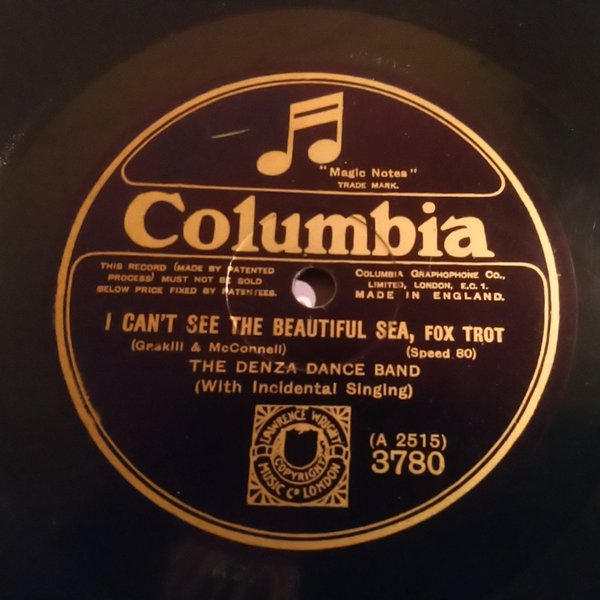 "Magic Notes"
TRADE MARK.
Columbia
THIS RECORD (MADE BY PATENTED
PROCESS) MUST NOT BE SOLD
BELOW PRICE FIXED BY PATENTEES.
COLUMBIA GRAPHOPHONE CO.,
LIMITED, LONDON, E.C.1.
MADE IN ENGLAND.
I CAN'T SEE THE BEAUTIFUL SEA, FOX TROT
(Gaskill & McConnell) (Speed 80)
THE DENZA DANCE BAND
(With Incidental Singing)
LAWRENCE WRIGHT
COPYRIGHT
MUSIC Co LONDON
(A 2515)
3780